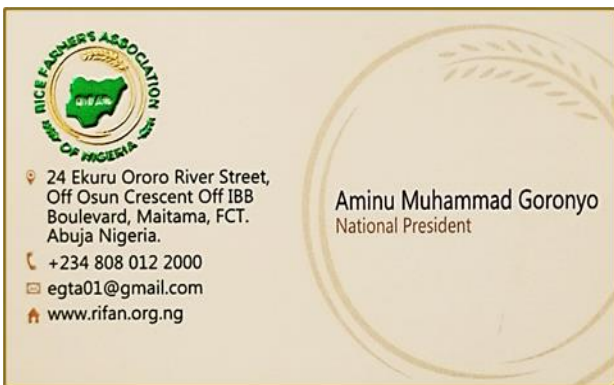 RICE FARMER'S ASSOCIATION
OF NIGERIA
RIFAN
24 Ekuru Ororo River Street,
Off Osun Crescent Off IBB
Boulevard, Maitama, FCT.
Abuja Nigeria.
+234 808 012 2000
egta01@gmail.com
www.rifan.org.ng
Aminu Muhammad Goronyo
National President